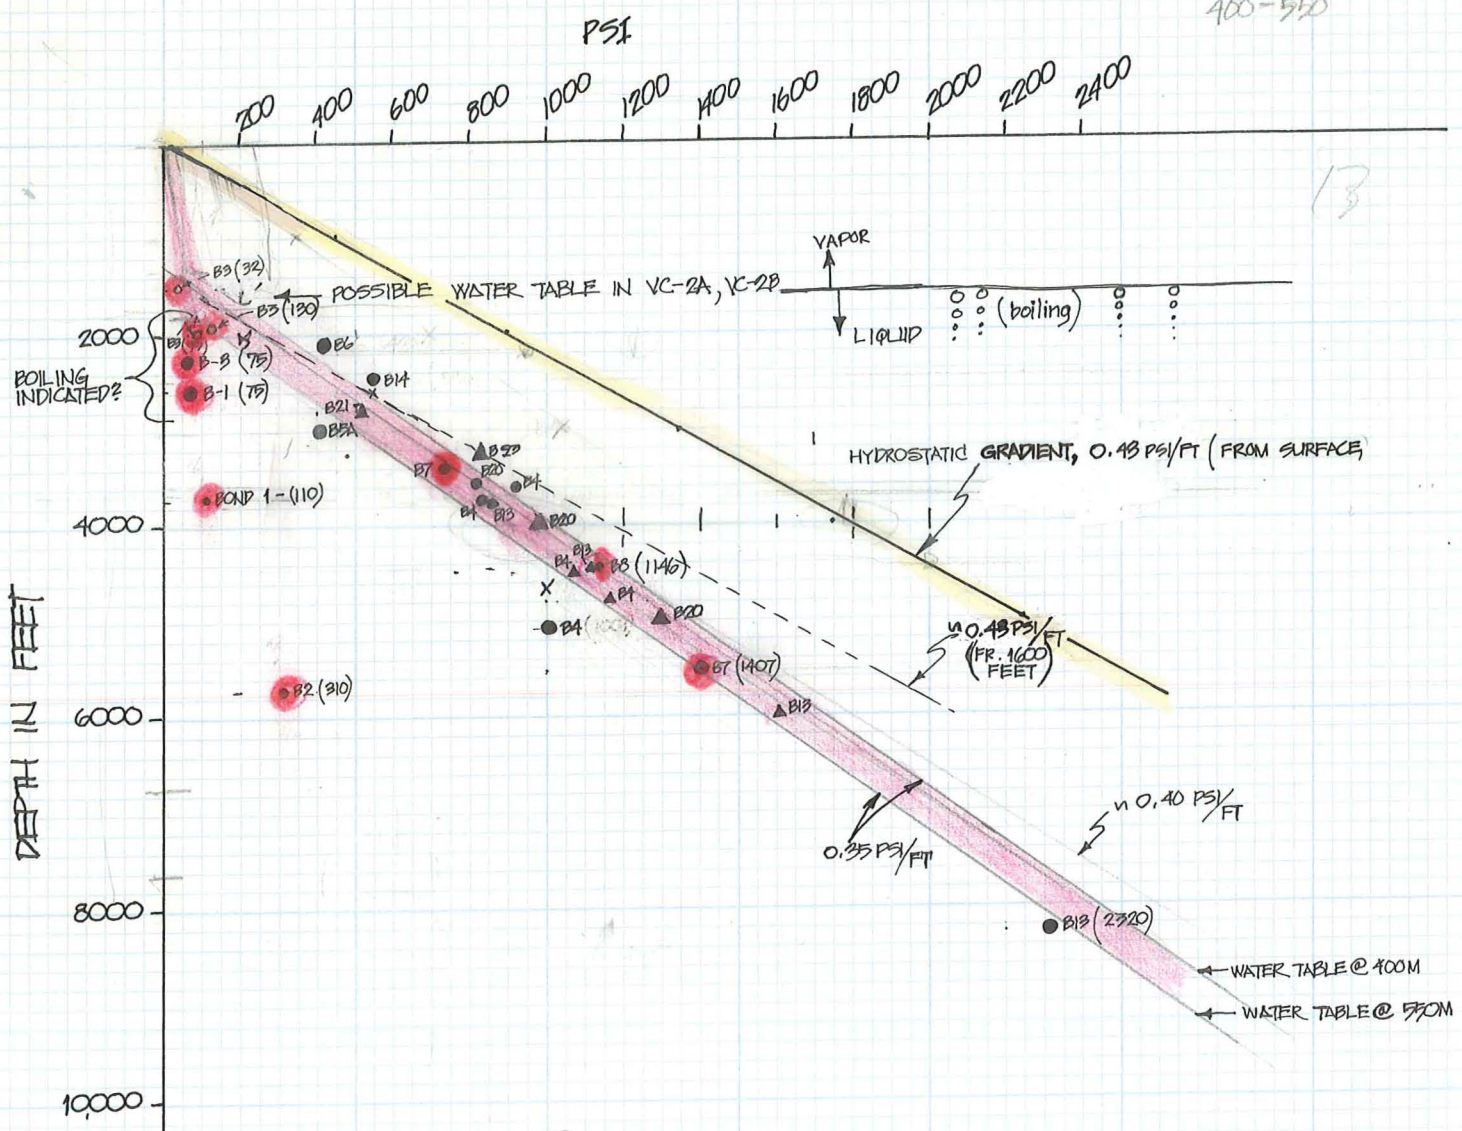 400-550
PSI
200 400 600 800 1000 1200 1400 1600 1800 2000 2200 2400
13
VAPOR
B3 (32)
POSSIBLE WATER TABLE IN VC-2A, VC-2B
(boiling)
LIQUID
B3 (130)
2000
B6
B-3 (75)
BOILING
INDICATED?
B14
B-1 (75)
B21
B5A
HYDROSTATIC GRADIENT, 0.43 PSI/FT (FROM SURFACE)
B7
B20
B4
BOND 1-(110)
B4
B13
4000
B20
B13
B4
B8 (1146)
B4
B20
DEPTH IN FEET
B4
~ 0.43 PSI/FT
(FR. 1600)
FEET
B7 (1407)
B2 (310)
B13
6000
~ 0.40 PSI/FT
0.35 PSI/FT
8000
B13 (2320)
WATER TABLE @ 400M
WATER TABLE @ 550M
10,000